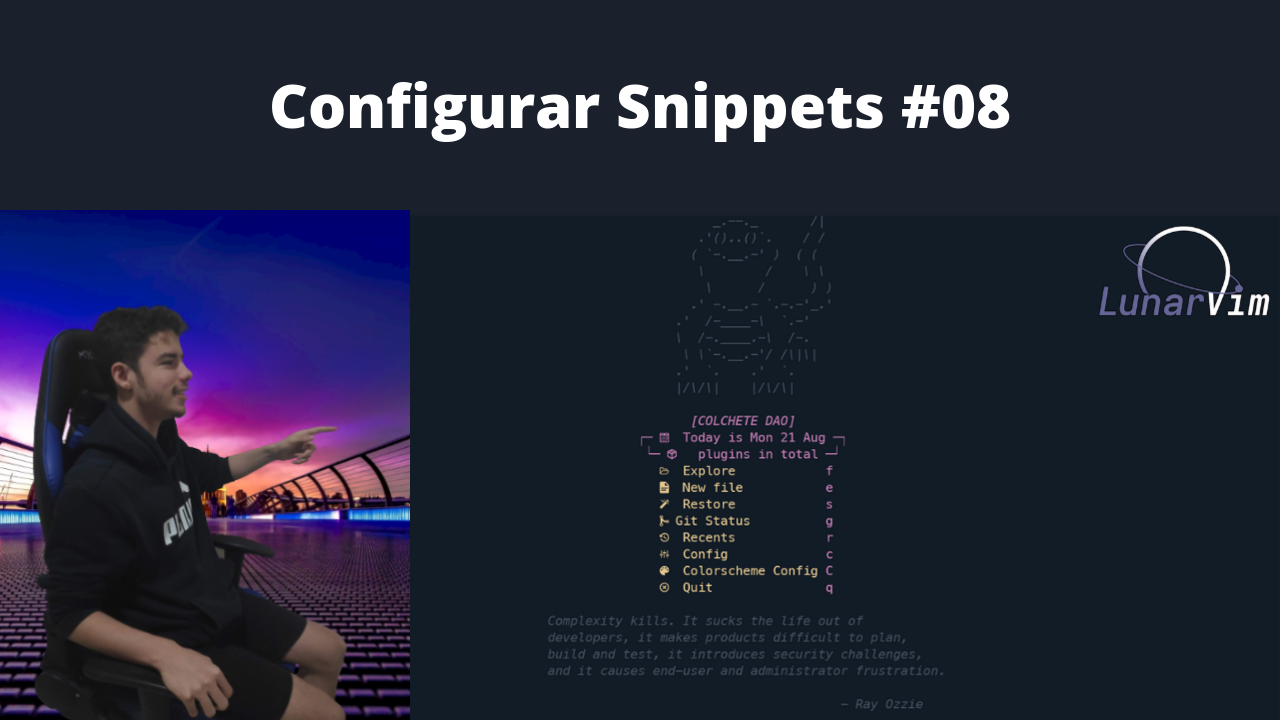 Configurar Snippets #08
LunarVim
[COLCHETE DAO]
Today is Mon 21 Aug
plugins in total
Explore f
New file e
Restore s
Git Status g
Recents r
Config c
Colorscheme Config C
Quit q
Complexity kills. It sucks the life out of
developers, it makes products difficult to plan,
build and test, it introduces security challenges,
and it causes end-user and administrator frustration.
— Ray Ozzie